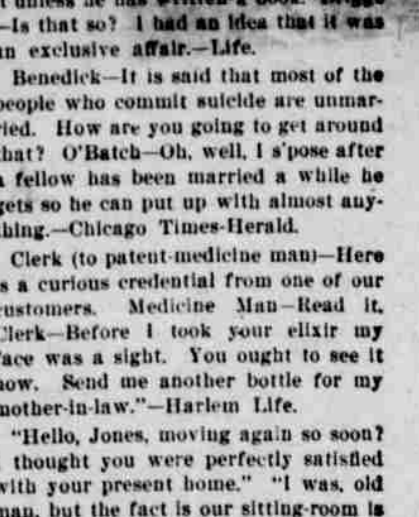 unless he has written a book. Briggs
—Is that so? I had an idea that it was
an exclusive affair.—Life.
Benedick—It is said that most of the
people who commit suicide are unmar-
ried. How are you going to get around
that? O'Batch—Oh, well, I s'pose after
a fellow has been married a while he
gets so he can put up with almost any-
thing.—Chicago Times-Herald.
Clerk (to patent-medicine man)—Here
is a curious credential from one of our
customers. Medicine Man—Read it.
Clerk—Before I took your elixir my
face was a sight. You ought to see it
now. Send me another bottle for my
mother-in-law."—Harlem Life.
"Hello, Jones, moving again so soon?
I thought you were perfectly satisfied
with your present home." "I was, old
man, but the fact is our sitting-room is